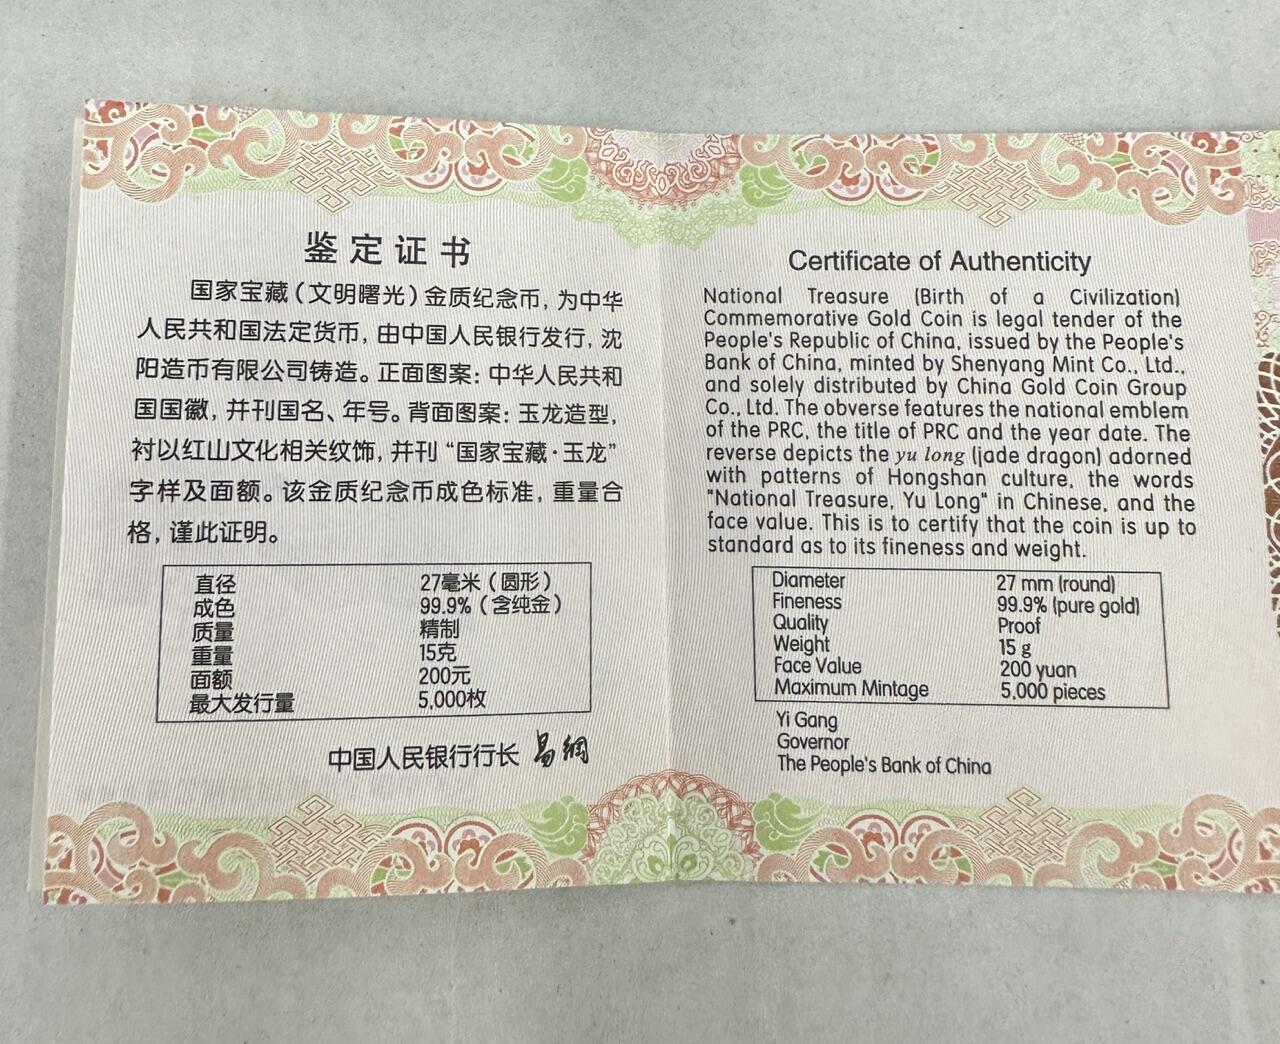 鉴定证书
国家宝藏（文明曙光）金质纪念币，为中华
人民共和国法定货币，由中国人民银行发行，沈
阳造币有限公司铸造。正面图案：中华人民共和
国国徽，并刊国名、年号。背面图案：玉龙造型，
衬以红山文化相关纹饰，并刊“国家宝藏·玉龙”
字样及面额。该金质纪念币成色标准，重量合
格，谨此证明。
直径 27毫米（圆形）
成色 99.9%（含纯金）
质量 精制
重量 15克
面额 200元
最大发行量 5,000枚
中国人民银行行长 易纲
Certificate of Authenticity
National Treasure (Birth of a Civilization)
Commemorative Gold Coin is legal tender of the
People's Republic of China, issued by the People's
Bank of China, minted by Shenyang Mint Co., Ltd.,
and solely distributed by China Gold Coin Group
Co., Ltd. The obverse features the national emblem
of the PRC, the title of PRC and the year date. The
reverse depicts the yu long (jade dragon) adorned
with patterns of Hongshan culture, the words
"National Treasure, Yu Long" in Chinese, and the
face value. This is to certify that the coin is up to
standard as to its fineness and weight.
Diameter 27 mm (round)
Fineness 99.9% (pure gold)
Quality Proof
Weight 15 g
Face Value 200 yuan
Maximum Mintage 5,000 pieces
Yi Gang
Governor
The People's Bank of China